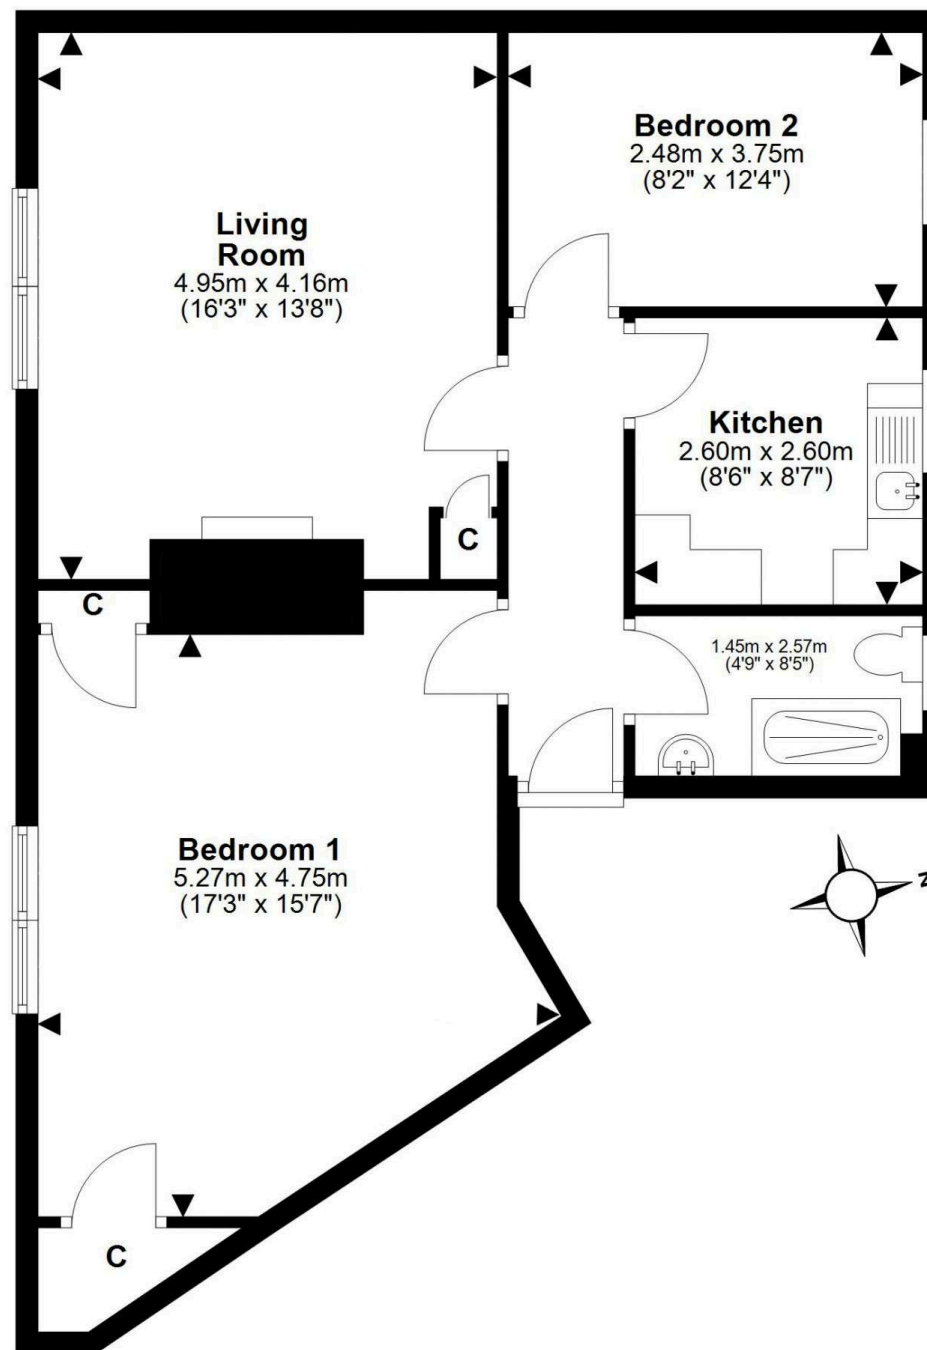 Bedroom 2
2.48m x 3.75m
(8'2" x 12'4")
Living
Room
4.95m x 4.16m
(16'3" x 13'8")
Kitchen
2.60m x 2.60m
(8'6" x 8'7")
C
C
1.45m x 2.57m
(4'9" x 8'5")
Bedroom 1
5.27m x 4.75m
(17'3" x 15'7")
N
C